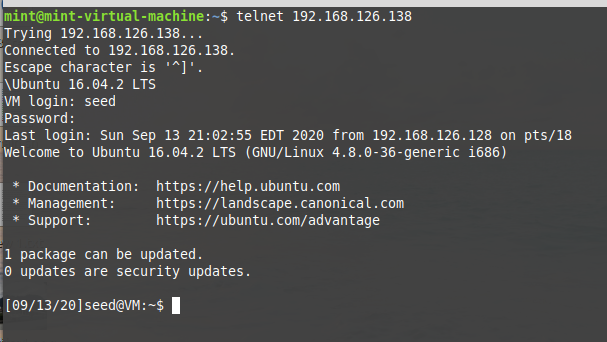 mint@mint-virtual-machine:~$ telnet 192.168.126.138
Trying 192.168.126.138...
Connected to 192.168.126.138.
Escape character is '^]'.
\Ubuntu 16.04.2 LTS
VM login: seed
Password:
Last login: Sun Sep 13 21:02:55 EDT 2020 from 192.168.126.128 on pts/18
Welcome to Ubuntu 16.04.2 LTS (GNU/Linux 4.8.0-36-generic i686)

 * Documentation:  https://help.ubuntu.com
 * Management:     https://landscape.canonical.com
 * Support:        https://ubuntu.com/advantage

1 package can be updated.
0 updates are security updates.

[09/13/20]seed@VM:~$